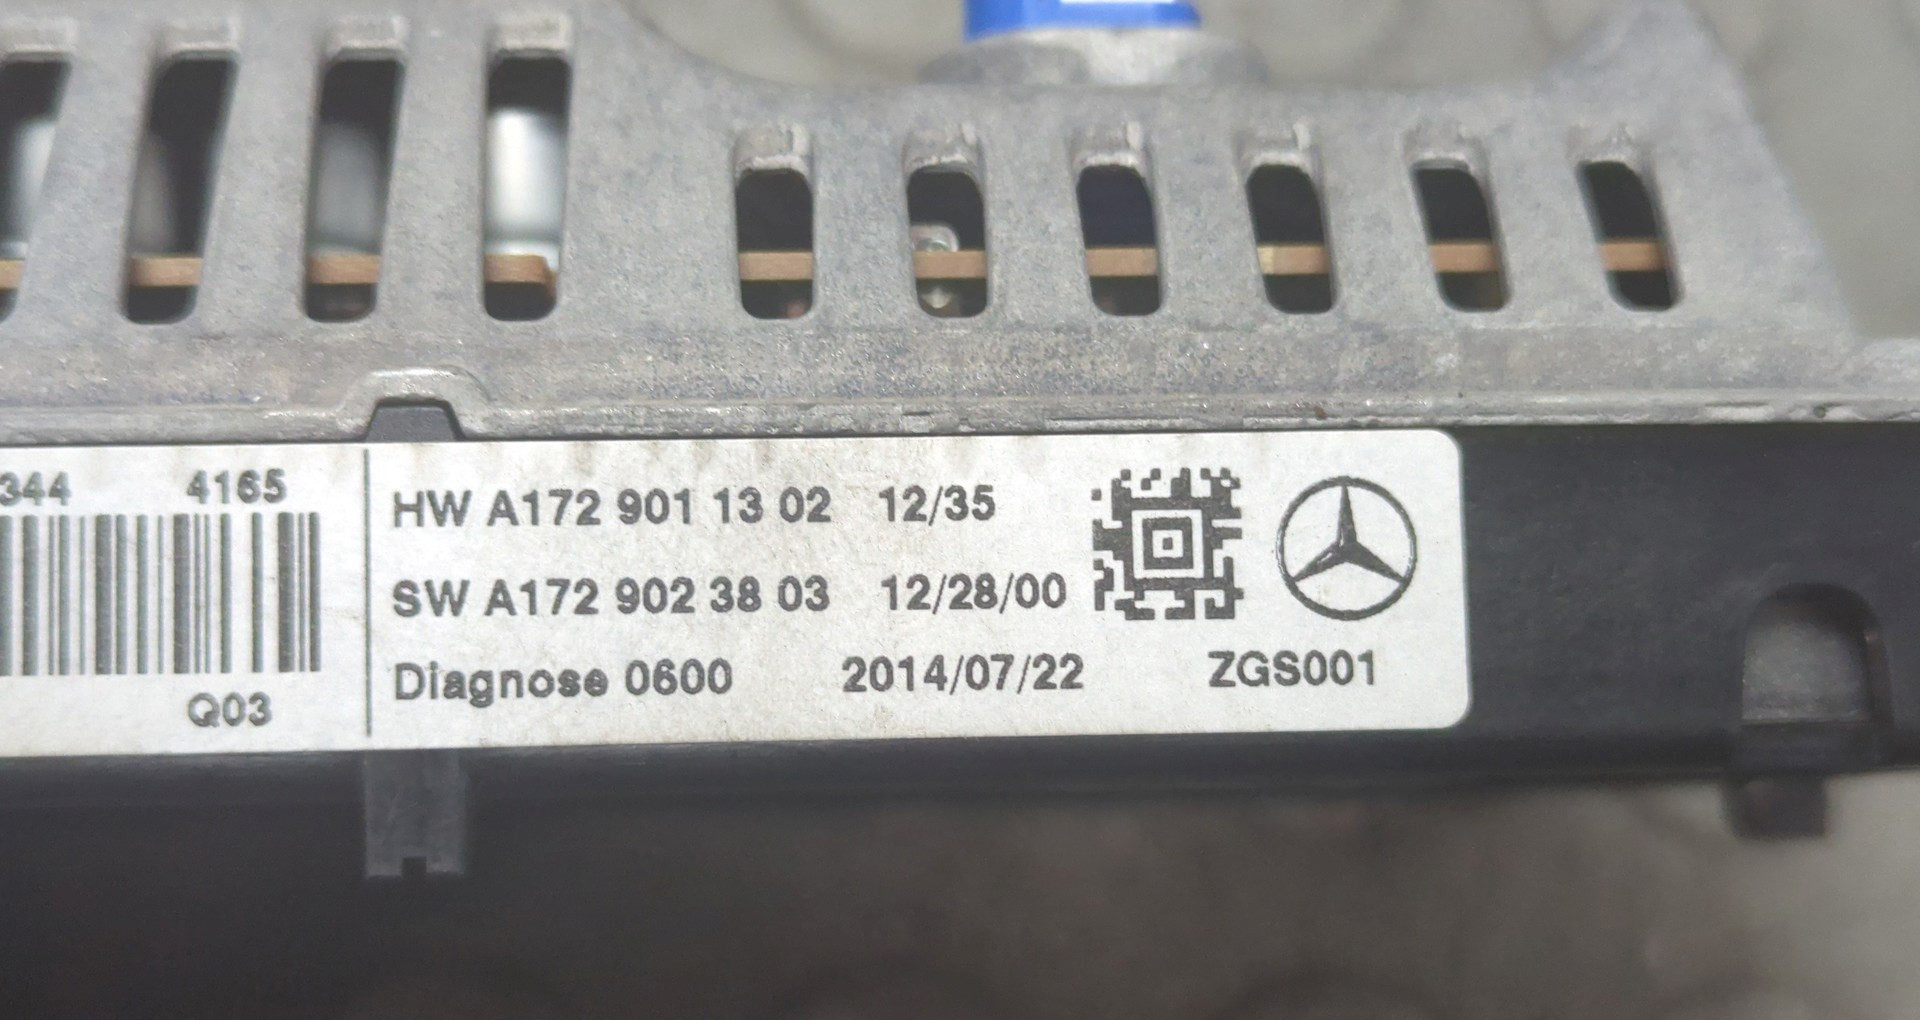 344 4165
Q03
HW A172 901 13 02 12/35
SW A172 902 38 03 12/28/00
Diagnose 0600 2014/07/22 ZGS001